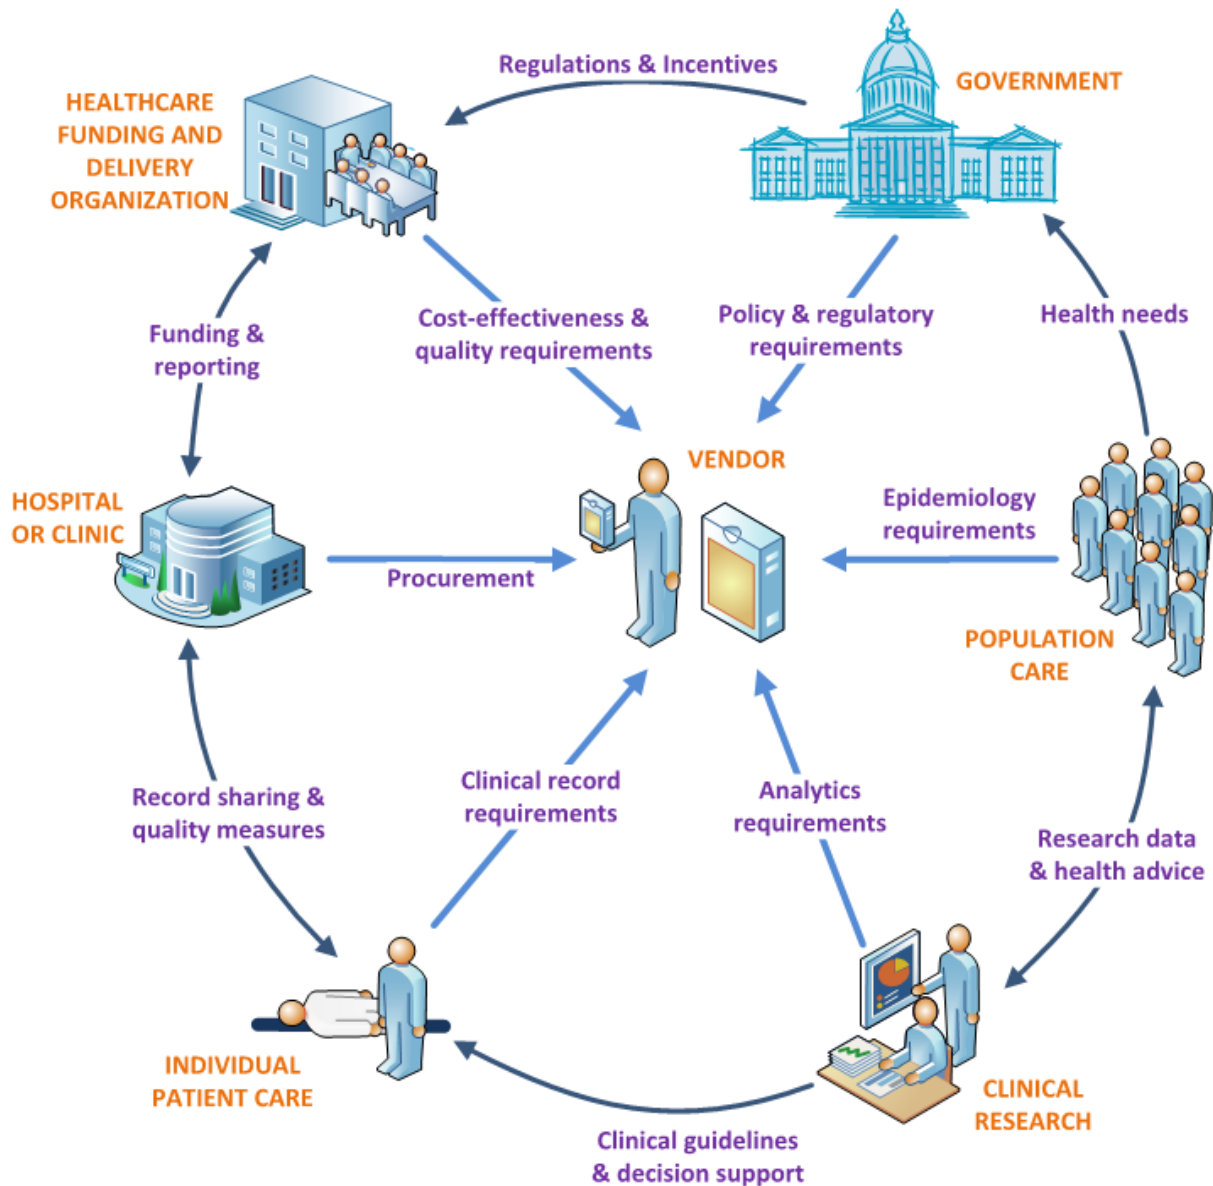 Regulations & Incentives
GOVERNMENT
HEALTHCARE
FUNDING AND
DELIVERY
ORGANIZATION
Funding &
reporting
Cost-effectiveness &
quality requirements
Policy & regulatory
requirements
Health needs
VENDOR
HOSPITAL
OR CLINIC
Procurement
Epidemiology
requirements
POPULATION
CARE
Record sharing &
quality measures
Clinical record
requirements
Analytics
requirements
Research data
& health advice
INDIVIDUAL
PATIENT CARE
CLINICAL
RESEARCH
Clinical guidelines
& decision support